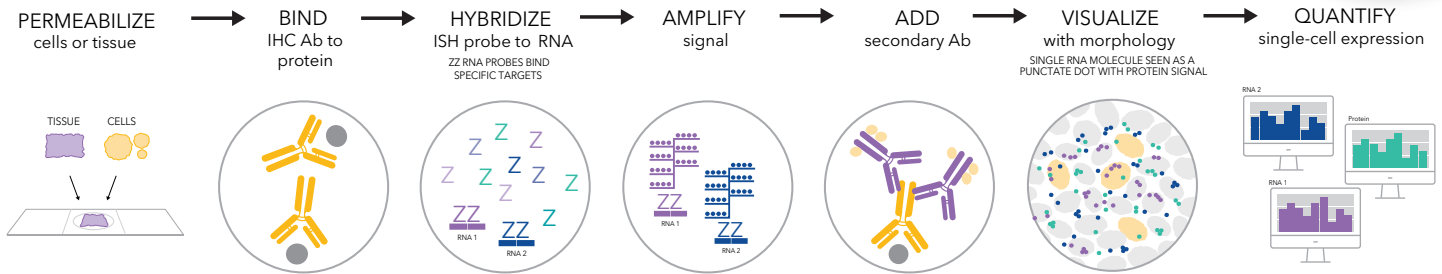 PERMEABILIZE
cells or tissue
BIND
IHC Ab to
protein
HYBRIDIZE
ISH probe to RNA
ZZ RNA PROBES BIND
SPECIFIC TARGETS
AMPLIFY
signal
ADD
secondary Ab
VISUALIZE
with morphology
SINGLE RNA MOLECULE SEEN AS A
PUNCTATE DOT WITH PROTEIN SIGNAL
QUANTIFY
single-cell expression
TISSUE
CELLS
Z
Z
Z
Z
Z
Z
Z
Z
Z
Z
ZZ
RNA 1
ZZ
RNA 2
ZZ
RNA 1
ZZ
RNA 2
RNA 2
Protein
RNA 1